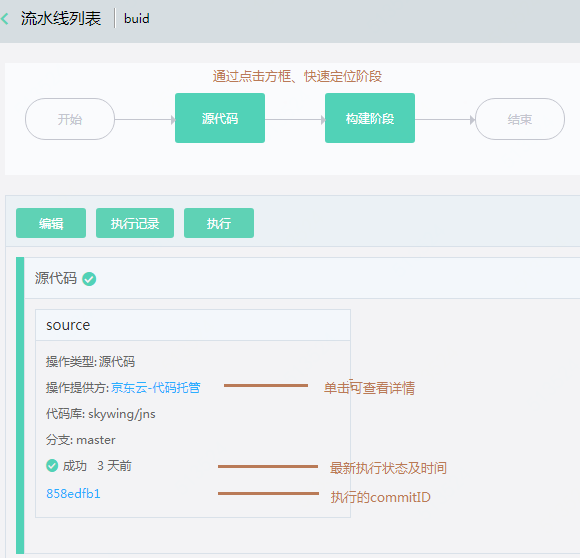 流水线列表 buid
通过点击方框、快速定位阶段
开始 源代码 构建阶段 结束
编辑 执行记录 执行
源代码
source
操作类型: 源代码
操作提供方: 京东云-代码托管 单击可查看详情
代码库: skywing/jns
分支: master
成功 3 天前 最新执行状态及时间
858edfb1 执行的commitID